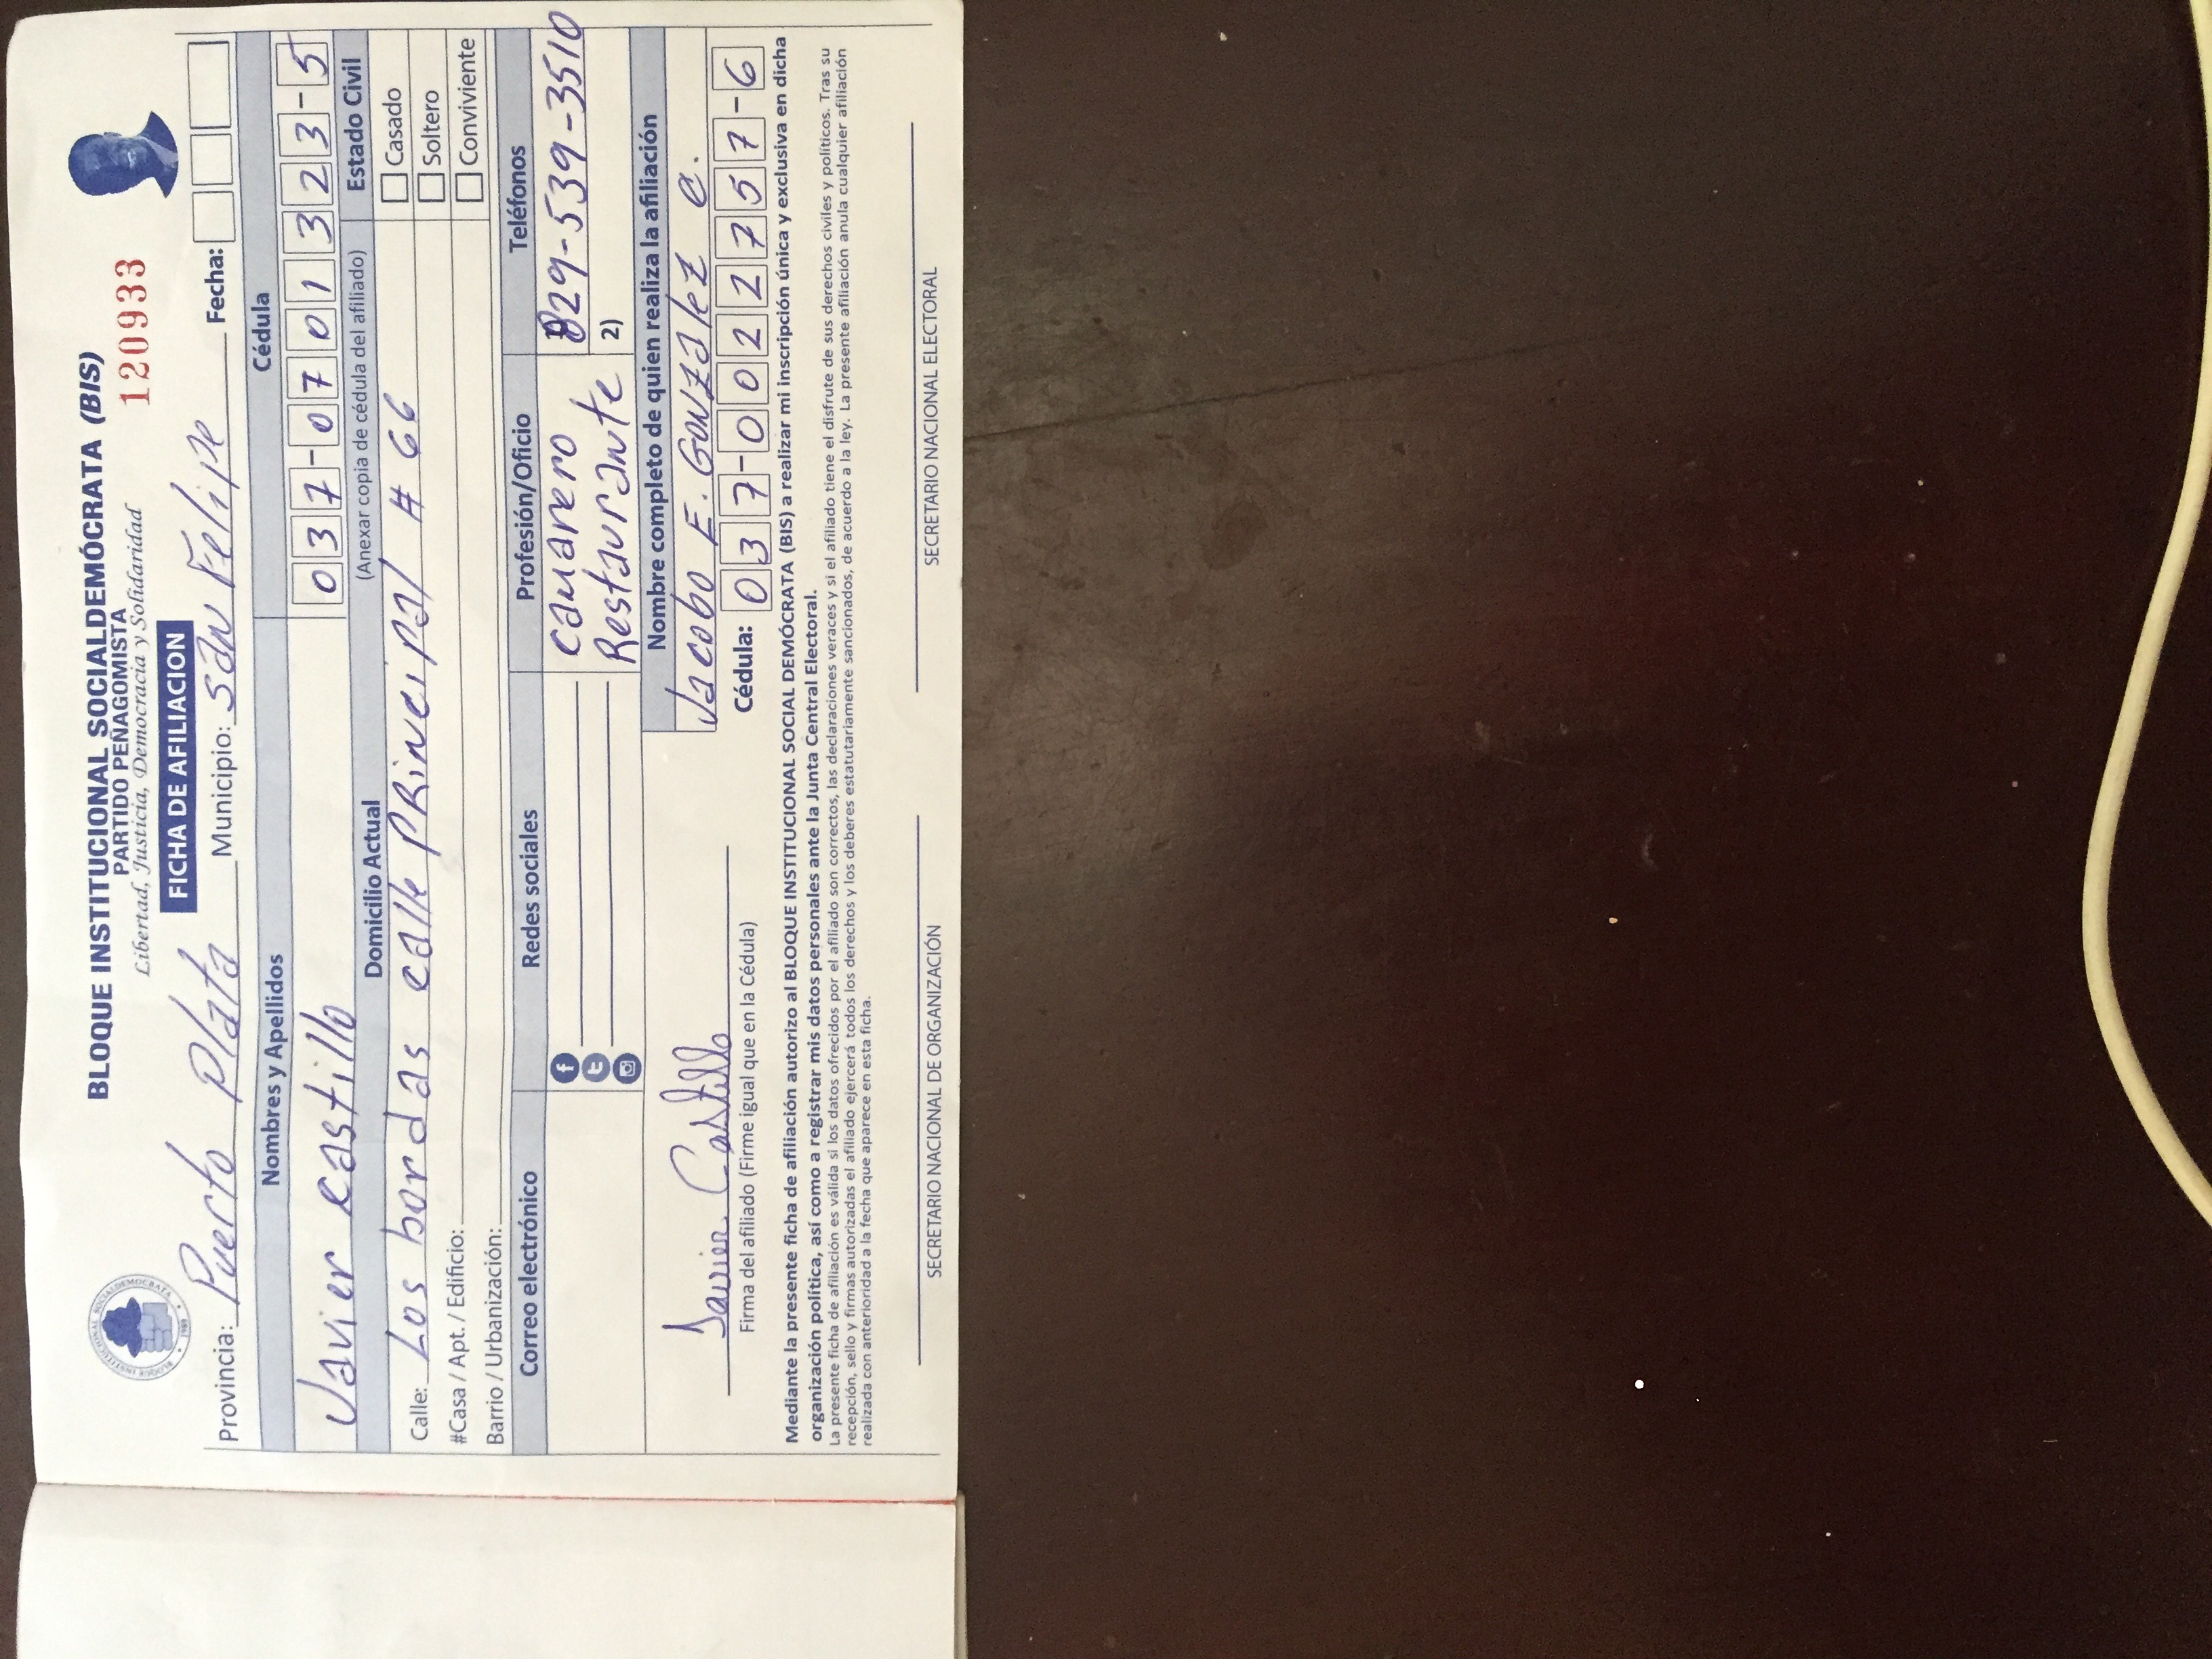 BLOQUE INSTITUCIONAL SOCIALDEMÓCRATA (BIS)
PARTIDO PEÑAGOMISTA
Libertad, Justicia, Democracia y Solidaridad
120933
FICHA DE AFILIACION
Provincia: Puerto Plata Municipio: San Felipe Fecha:
Nombres y Apellidos Cédula
Javier Castillo 037-0701323-5
Domicilio Actual (Anexar copia de cédula del afiliado) Estado Civil
Calle: Los bordas calle PRincipal # 66 Casado
#Casa / Apt. / Edificio: Soltero
Barrio / Urbanización: Conviviente
Correo electrónico Redes sociales Profesión/Oficio Teléfonos
camarero 829-539-3510
Restaurante 2)
Nombre completo de quien realiza la afiliación
Jacobo E. Gonzalez C.
Javier Castillo
Firma del afiliado (Firme igual que en la Cédula) Cédula: 037-0022757-6
Mediante la presente ficha de afiliación autorizo al BLOQUE INSTITUCIONAL SOCIAL DEMÓCRATA (BIS) a realizar mi inscripción única y exclusiva en dicha
organización política, así como a registrar mis datos personales ante la Junta Central Electoral.
La presente ficha de afiliación es válida si los datos ofrecidos por el afiliado son correctos, las declaraciones veraces y si el afiliado tiene el disfrute de sus derechos civiles y políticos. Tras su
recepción, sello y firmas autorizadas el afiliado ejercerá todos los derechos y los deberes estatutariamente sancionados, de acuerdo a la ley. La presente afiliación anula cualquier afiliación
realizada con anterioridad a la fecha que aparece en esta ficha.
SECRETARIO NACIONAL DE ORGANIZACIÓN SECRETARIO NACIONAL ELECTORAL